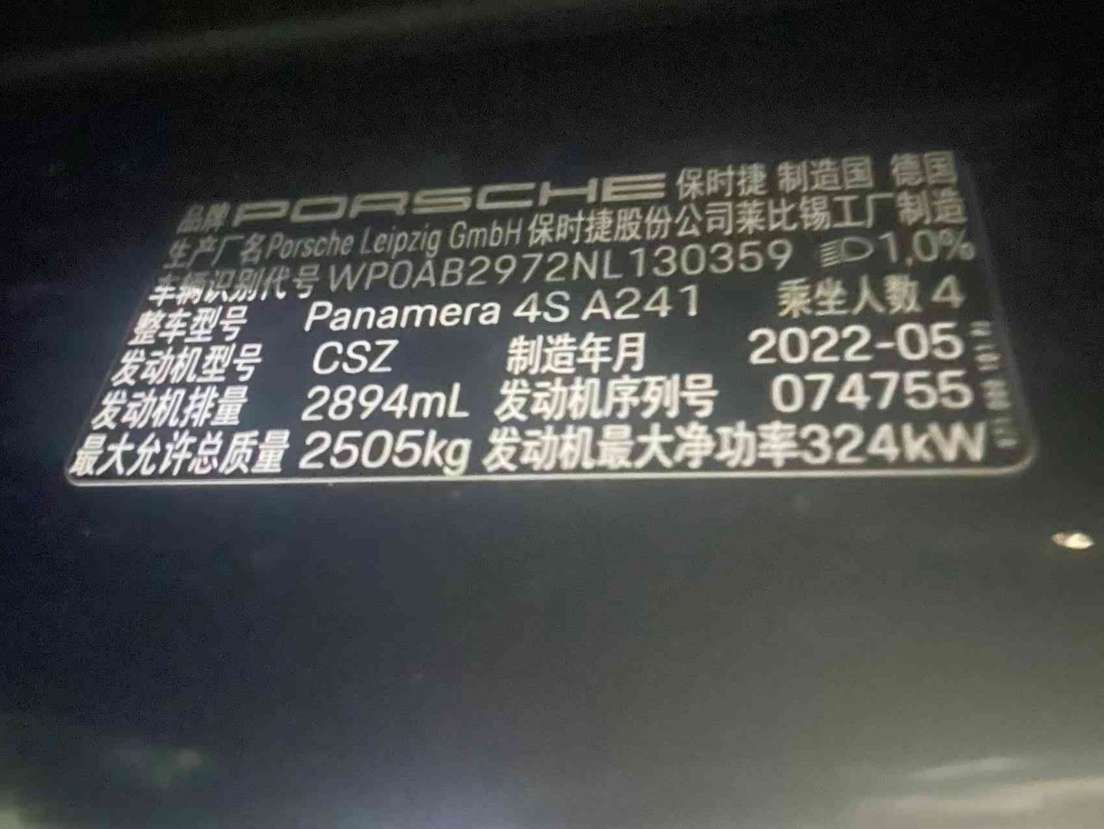 品牌 PORSCHE 保时捷 制造国 德国
生产厂名 Porsche Leipzig GmbH 保时捷股份公司莱比锡工厂制造
车辆识别代号 WP0AB2972NL130359 1,0%
整车型号 Panamera 4S A241 乘坐人数 4
发动机型号 CSZ 制造年月 2022-05
发动机排量 2894mL 发动机序列号 074755
最大允许总质量 2505kg 发动机最大净功率 324kW